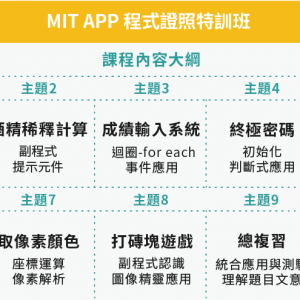 MIT APP 程式證照特訓班
課程內容大綱
主題2
主題3
主題4
精稀釋計算
成績輸入系統
終極密碼
副程式
迴圈-for each
初始化
提示元件
事件應用
判斷式應用
主題7
主題8
主題9
取像素顏色
打磚塊遊戲
總複習
座標運算
副程式認識
統合應用與測
像素解析
圖像精靈應用
理解題目文意